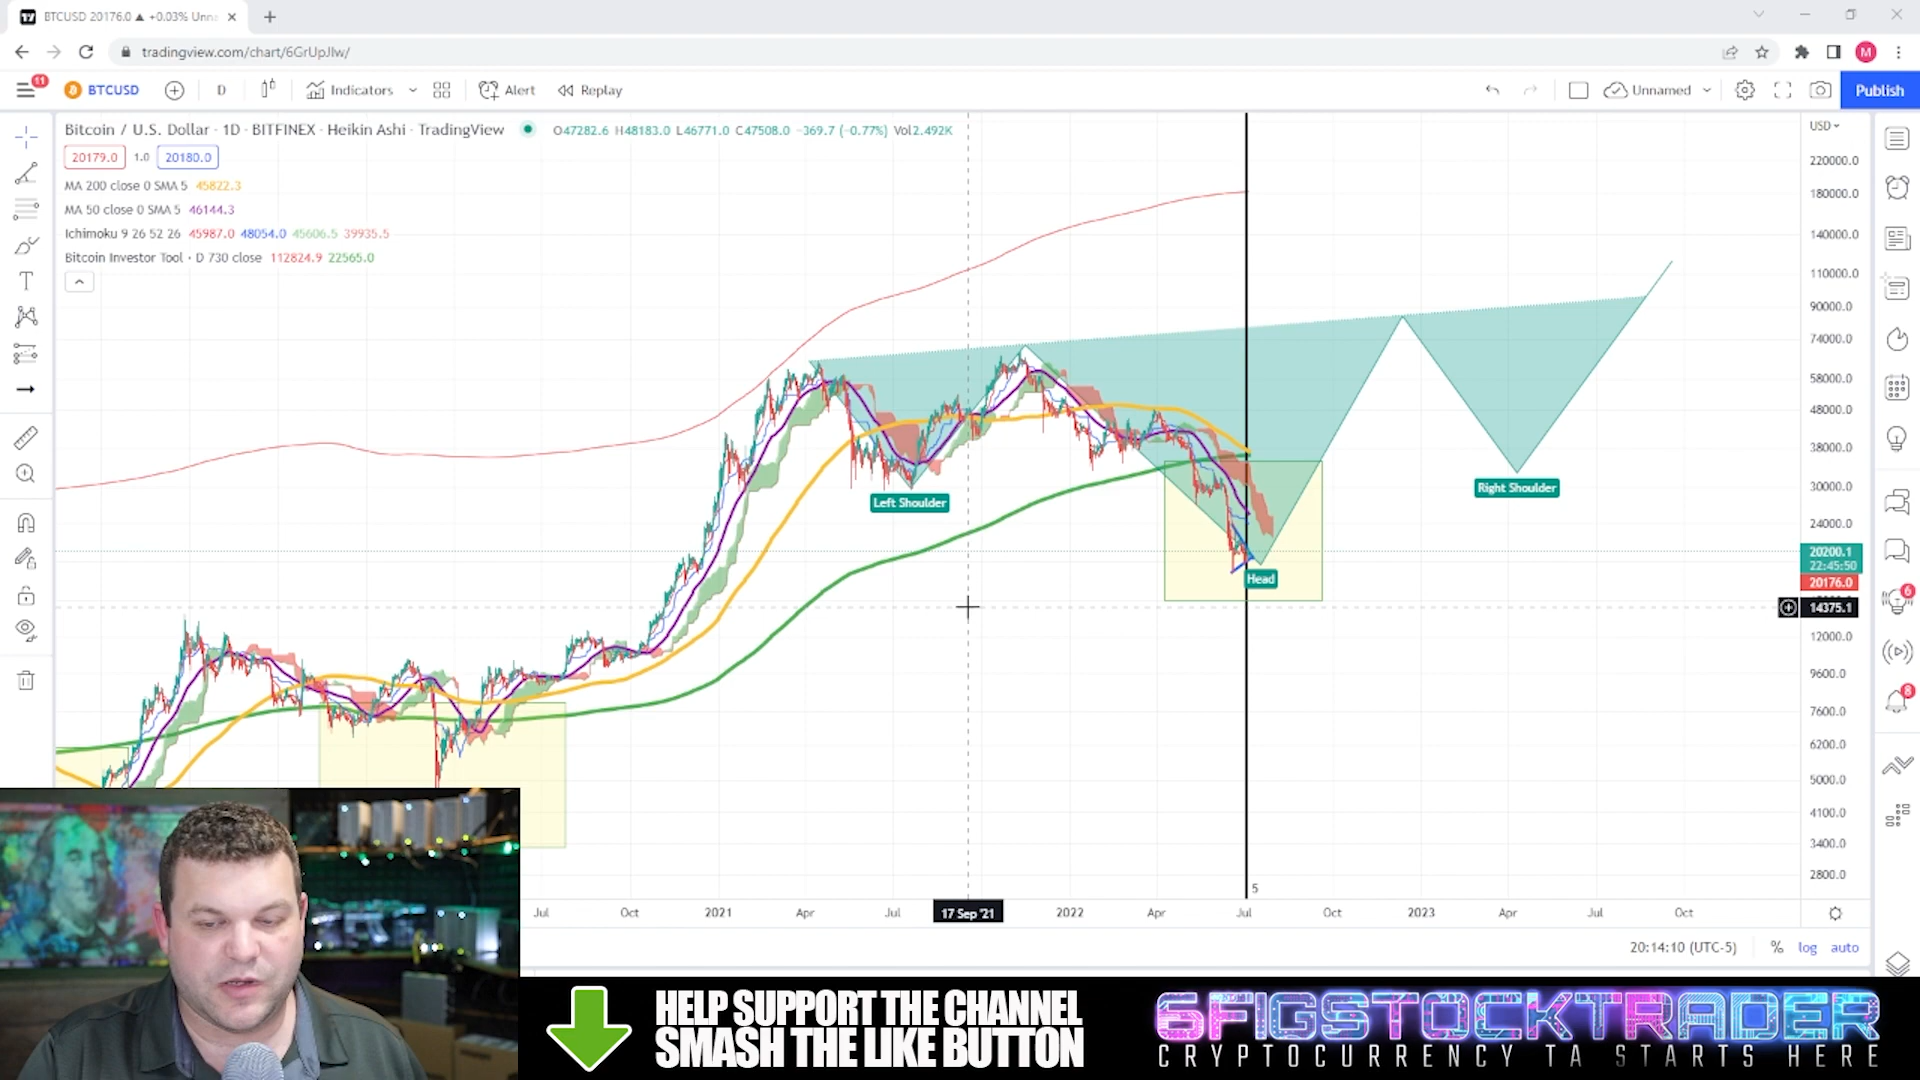 BTCUSD 20176.0 ▲ +0.03% Unna
tradingview.com/chart/6GrUpJIw/
M
11
BTCUSD
D
Indicators
Alert
Replay
Unnamed
Publish
Bitcoin / U.S. Dollar · 1D · BITFINEX · Heikin Ashi · TradingView
O47282.6 H48183.0 L46771.0 C47508.0 −369.7 (−0.77%) Vol2.492K
USD
20179.0 1.0 20180.0
MA 200 close 0 SMA 5 45822.3
MA 50 close 0 SMA 5 46144.3
Ichimoku 9 26 52 26 45987.0 48054.0 45606.5 39935.5
Bitcoin Investor Tool · D 730 close 112824.9 22565.0
220000.0
180000.0
140000.0
110000.0
90000.0
74000.0
58000.0
48000.0
38000.0
30000.0
24000.0
20200.1
22:45:50
20176.0
14375.1
12000.0
9600.0
7600.0
6200.0
5000.0
4100.0
3400.0
2800.0
Left Shoulder
Right Shoulder
Head
6
8
5
Jul
Oct
2021
Apr
Jul
17 Sep '21
2022
Apr
Jul
Oct
2023
Apr
Jul
Oct
20:14:10 (UTC-5)
%
log
auto
HELP SUPPORT THE CHANNEL
SMASH THE LIKE BUTTON
6FIGSTOCKTRADER
CRYPTOCURRENCY TA STARTS HERE